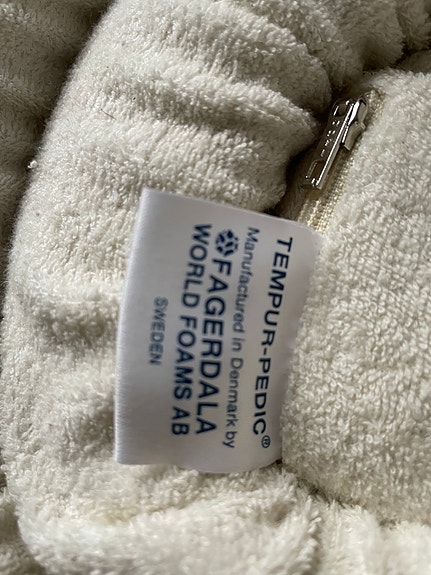 TEMPUR-PEDIC®
Manufactured in Denmark by
FAGERDALA
WORLD FOAMS AB
SWEDEN